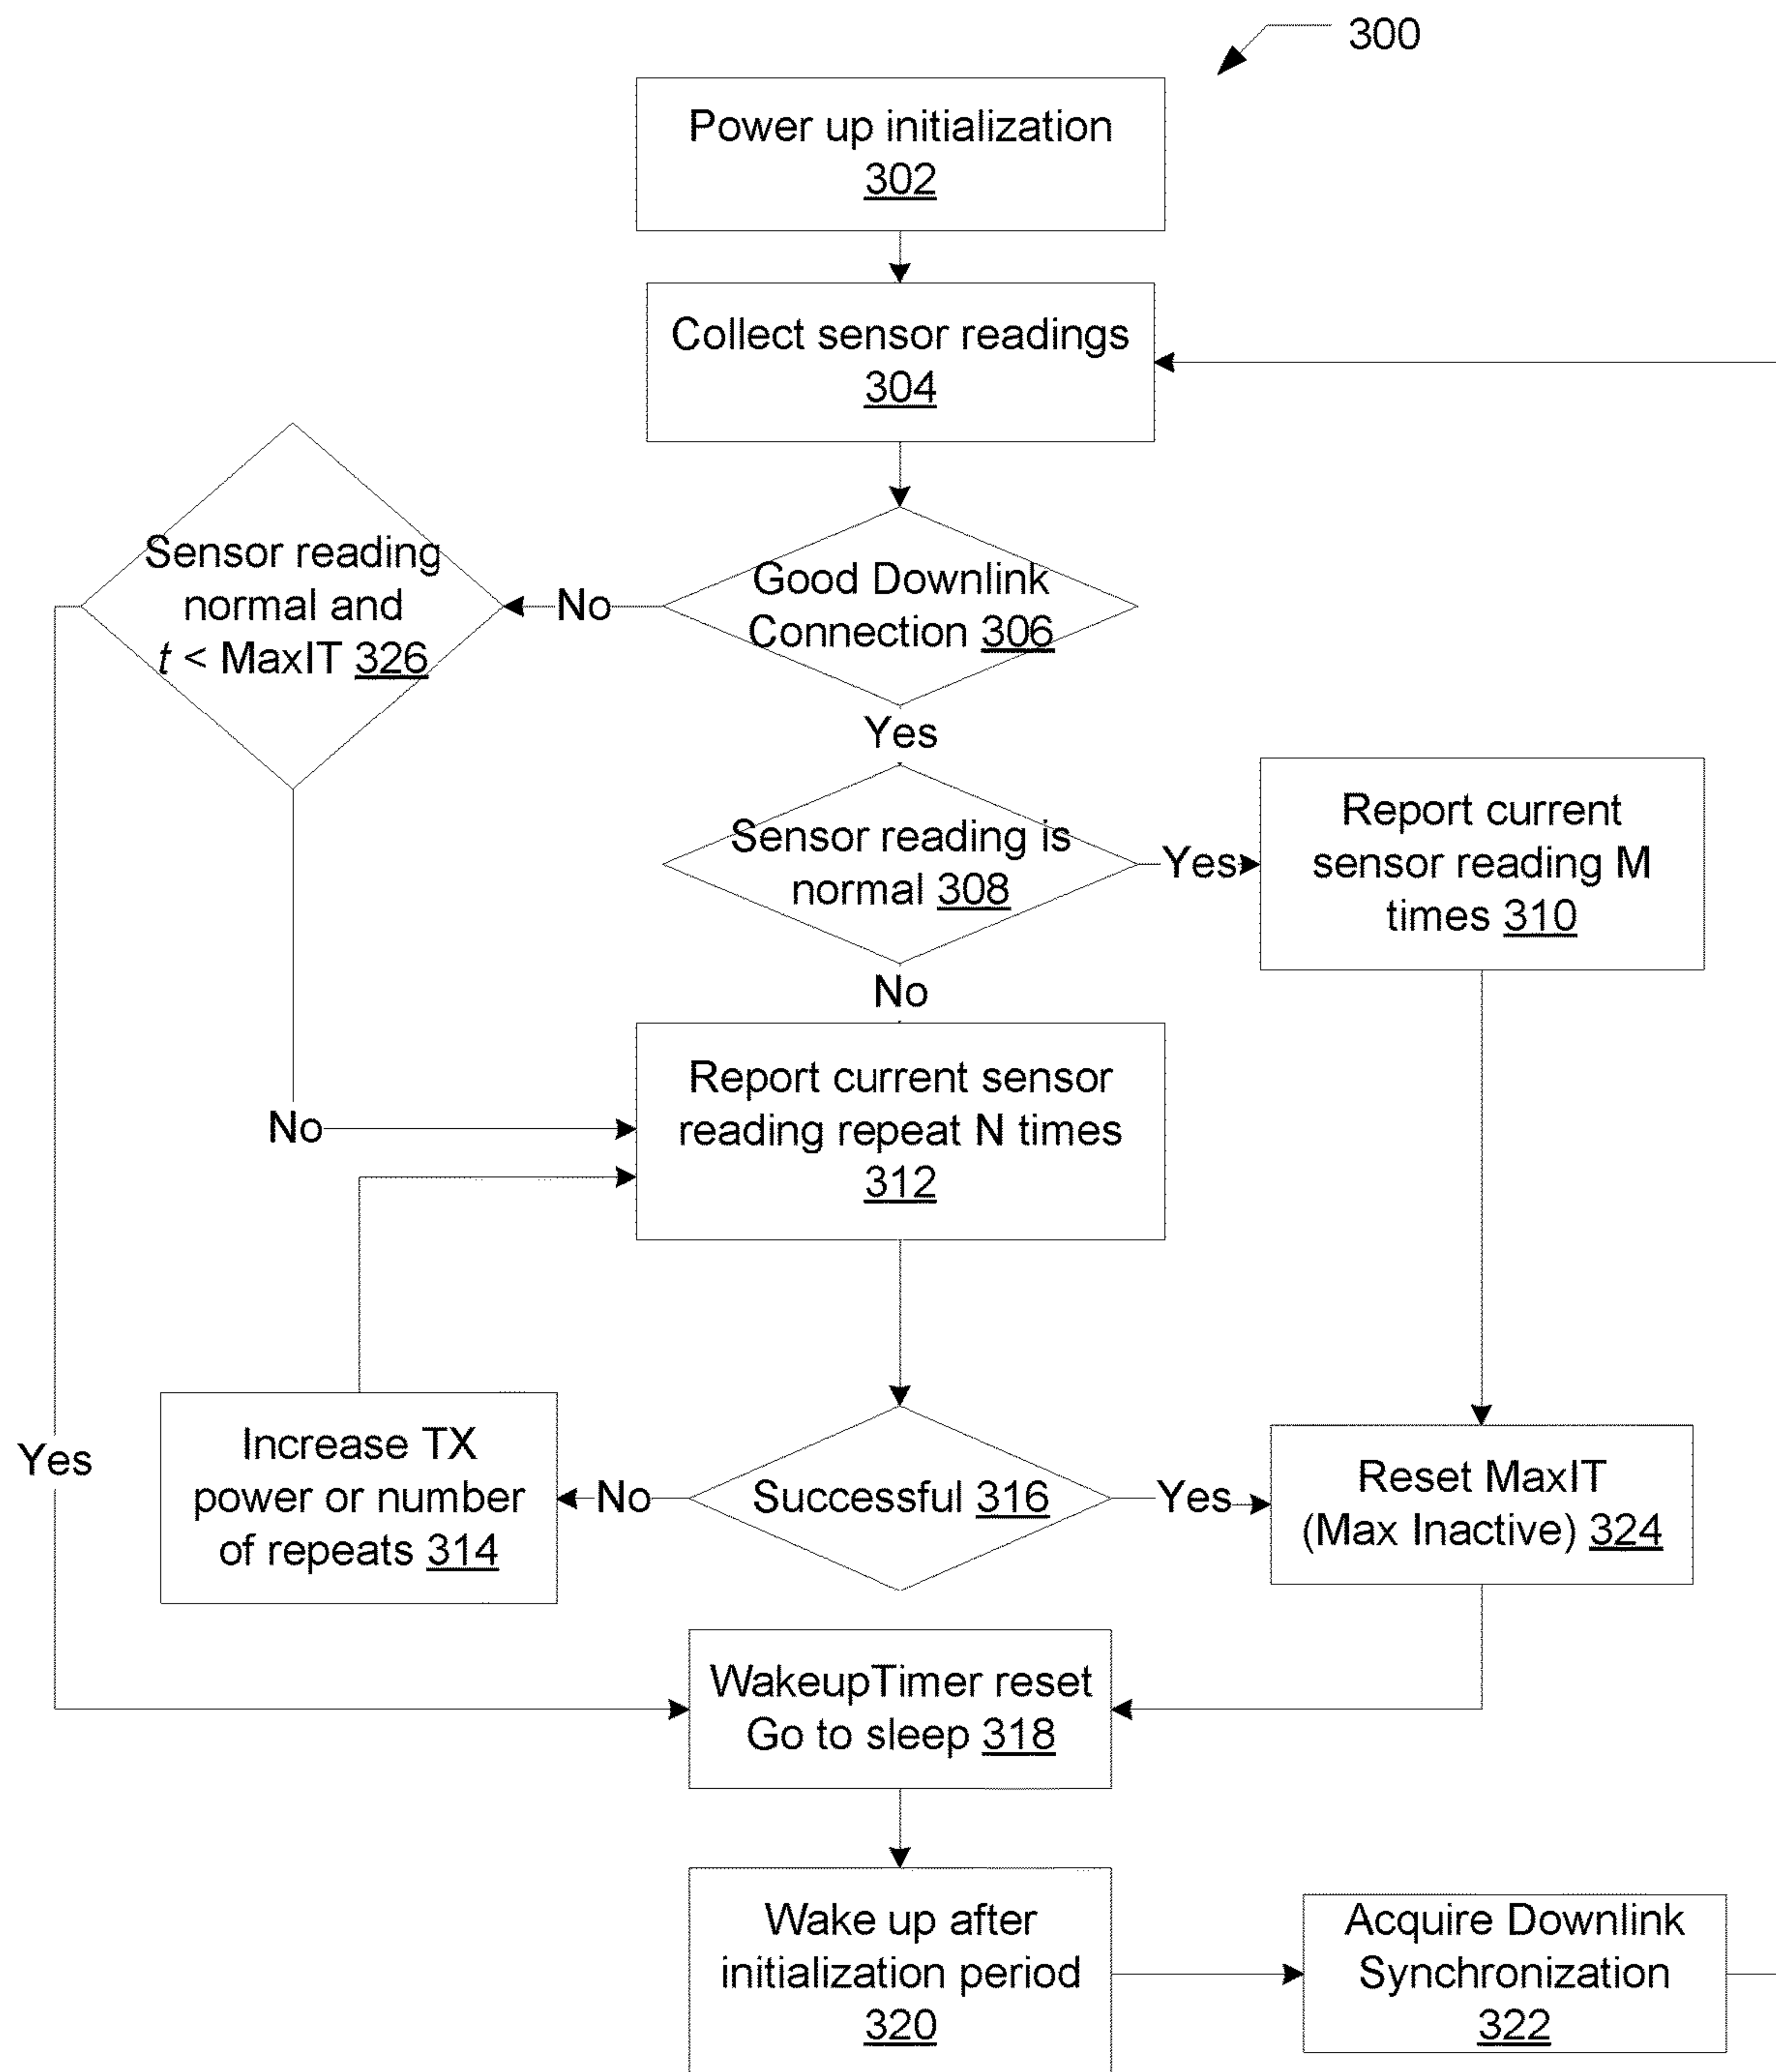 300
Power up initialization
302
Collect sensor readings
304
Sensor reading
normal and
t < MaxIT 326
No
Good Downlink
Connection 306
Yes
Sensor reading is
normal 308
Yes
Report current
sensor reading M
times 310
No
Report current sensor
reading repeat N times
312
No
Yes
Increase TX
power or number
of repeats 314
No
Successful 316
Yes
Reset MaxIT
(Max Inactive) 324
WakeupTimer reset
Go to sleep 318
Wake up after
initialization period
320
Acquire Downlink
Synchronization
322